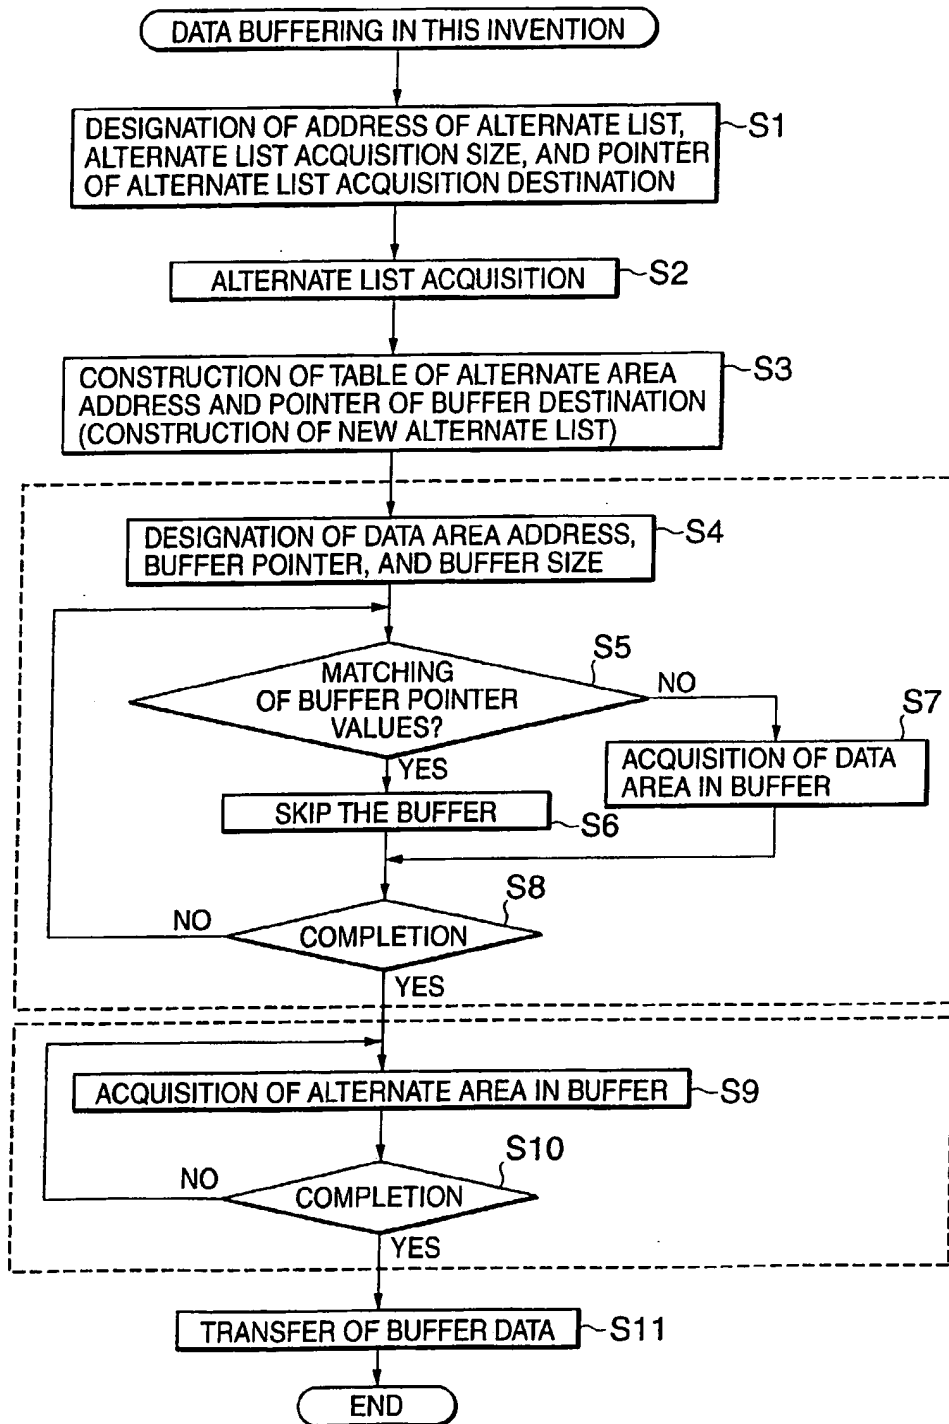 DATA BUFFERING IN THIS INVENTION
DESIGNATION OF ADDRESS OF ALTERNATE LIST,
ALTERNATE LIST ACQUISITION SIZE, AND POINTER
OF ALTERNATE LIST ACQUISITION DESTINATION
S1
ALTERNATE LIST ACQUISITION
S2
CONSTRUCTION OF TABLE OF ALTERNATE AREA
ADDRESS AND POINTER OF BUFFER DESTINATION
(CONSTRUCTION OF NEW ALTERNATE LIST)
S3
DESIGNATION OF DATA AREA ADDRESS,
BUFFER POINTER, AND BUFFER SIZE
S4
MATCHING
OF BUFFER POINTER
VALUES?
S5
NO
YES
S7
ACQUISITION OF DATA
AREA IN BUFFER
SKIP THE BUFFER
S6
S8
COMPLETION
NO
YES
ACQUISITION OF ALTERNATE AREA IN BUFFER
S9
S10
COMPLETION
NO
YES
TRANSFER OF BUFFER DATA
S11
END